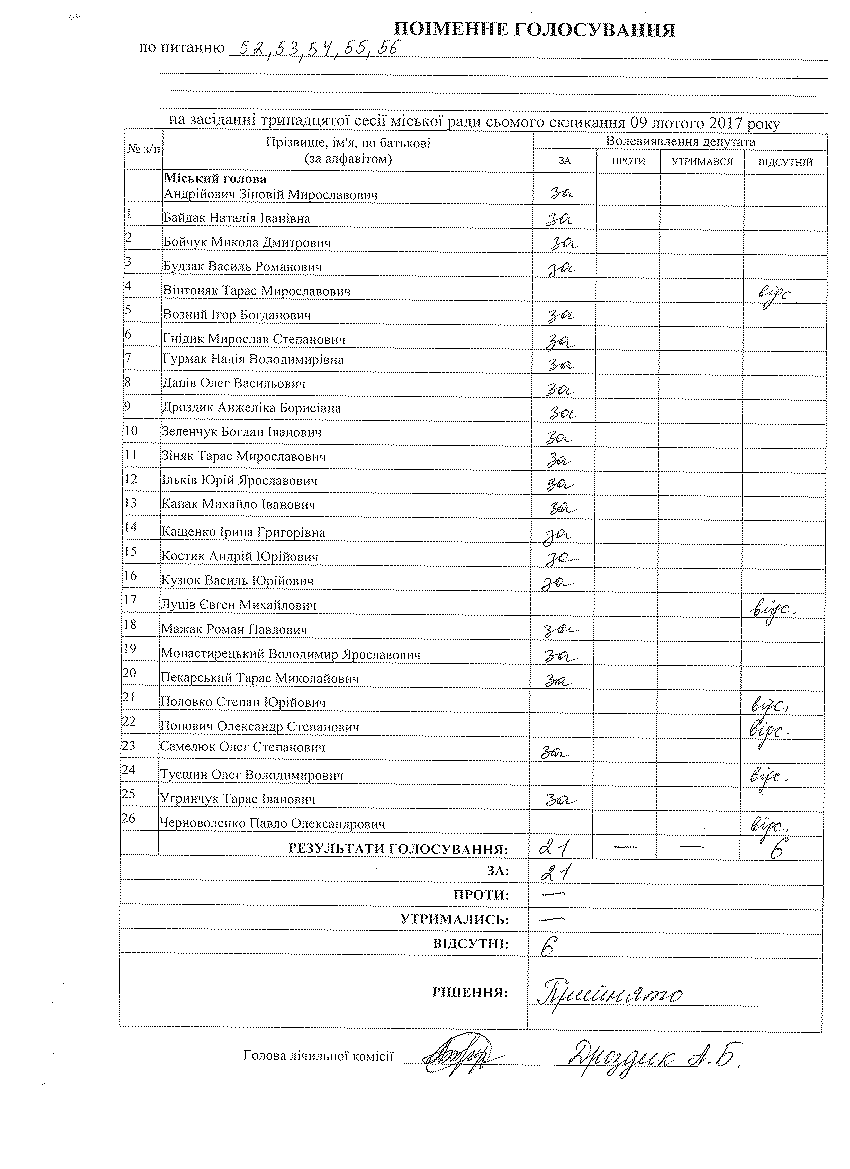 ПОІМЕННЕ ГОЛОСУВАННЯ
по питанню 52, 53, 54, 55, 56
на засіданні тринадцятої сесії міської ради сьомого скликання 09 лютого 2017 року
№ з/п Прізвище, ім'я, по батькові (за алфавітом) Волевиявлення депутата
ЗА ПРОТИ УТРИМАВСЯ ВІДСУТНІЙ
Міський голова
Андрійович Зіновій Мирославович за
1 Байдак Наталія Іванівна за
2 Бойчук Микола Дмитрович за
3 Будзак Василь Романович за
4 Вінтоняк Тарас Мирославович відс
5 Возний Ігор Богданович за
6 Гнідик Мирослав Степанович за
7 Гурмак Надія Володимирівна за
8 Данів Олег Васильович за
9 Дроздик Анжеліка Борисівна за
10 Зеленчук Богдан Іванович за
11 Зіняк Тарас Мирославович за
12 Ільків Юрій Ярославович за
13 Капак Михайло Іванович за
14 Кащенко Ірина Григорівна за
15 Костик Андрій Юрійович за
16 Кузюк Василь Юрійович за
17 Луців Євген Михайлович відс.
18 Мажак Роман Павлович за
19 Монастирецький Володимир Ярославович за
20 Пекарський Тарас Миколайович за
21 Половко Степан Юрійович відс.
22 Попович Олександр Степанович відс.
23 Самелюк Олег Степанович за
24 Туєшин Олег Володимирович відс.
25 Угринчук Тарас Іванович за
26 Черноволенко Павло Олександрович відс.
РЕЗУЛЬТАТИ ГОЛОСУВАННЯ: 21 — — 6
ЗА: 21
ПРОТИ: —
УТРИМАЛИСЬ: —
ВІДСУТНІ: 6
РІШЕННЯ: Прийнято
Голова лічильної комісії Дроздик А.Б.